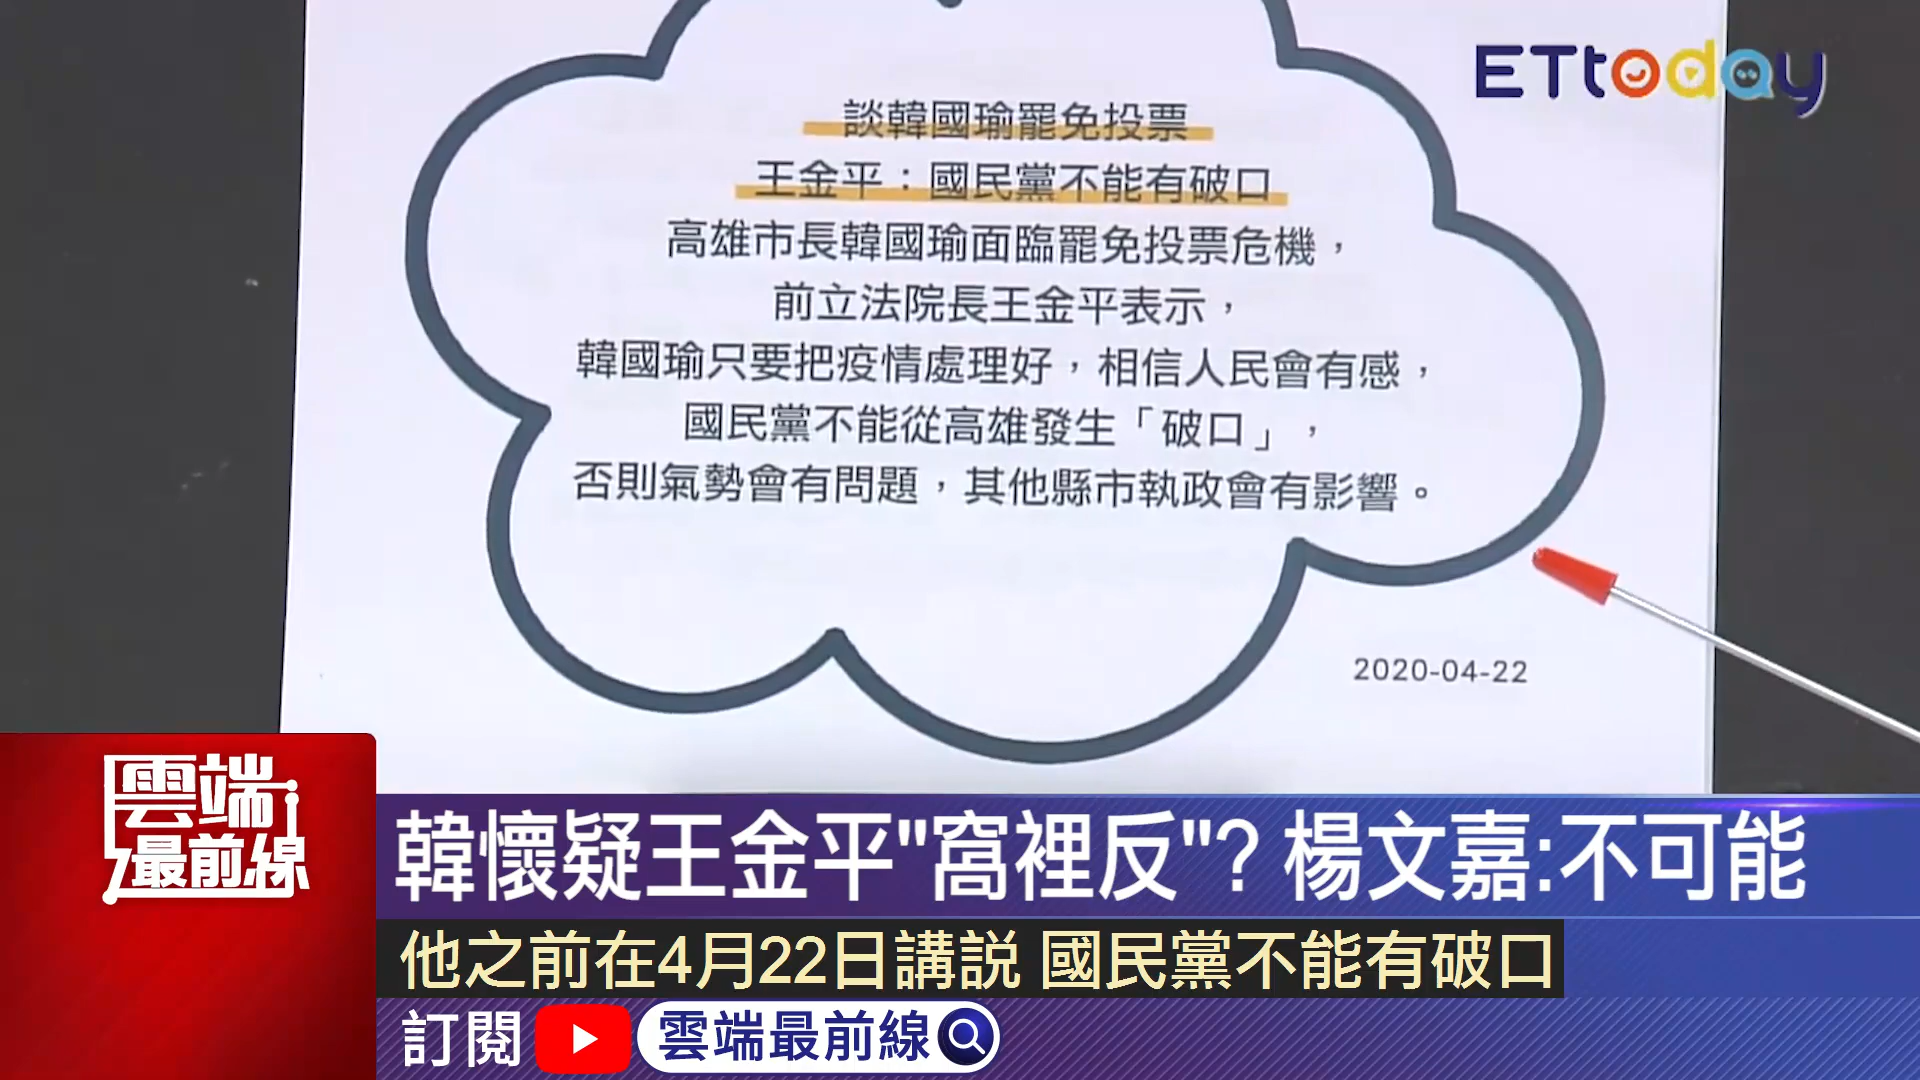 ETtoday
談韓國瑜罷免投票
王金平：國民黨不能有破口
高雄市長韓國瑜面臨罷免投票危機，
前立法院長王金平表示，
韓國瑜只要把疫情處理好，相信人民會有感，
國民黨不能從高雄發生「破口」，
否則氣勢會有問題，其他縣市執政會有影響。
2020-04-22
雲端
最前線
韓懷疑王金平"窩裡反"? 楊文嘉:不可能
他之前在4月22日講説 國民黨不能有破口
訂閱 雲端最前線